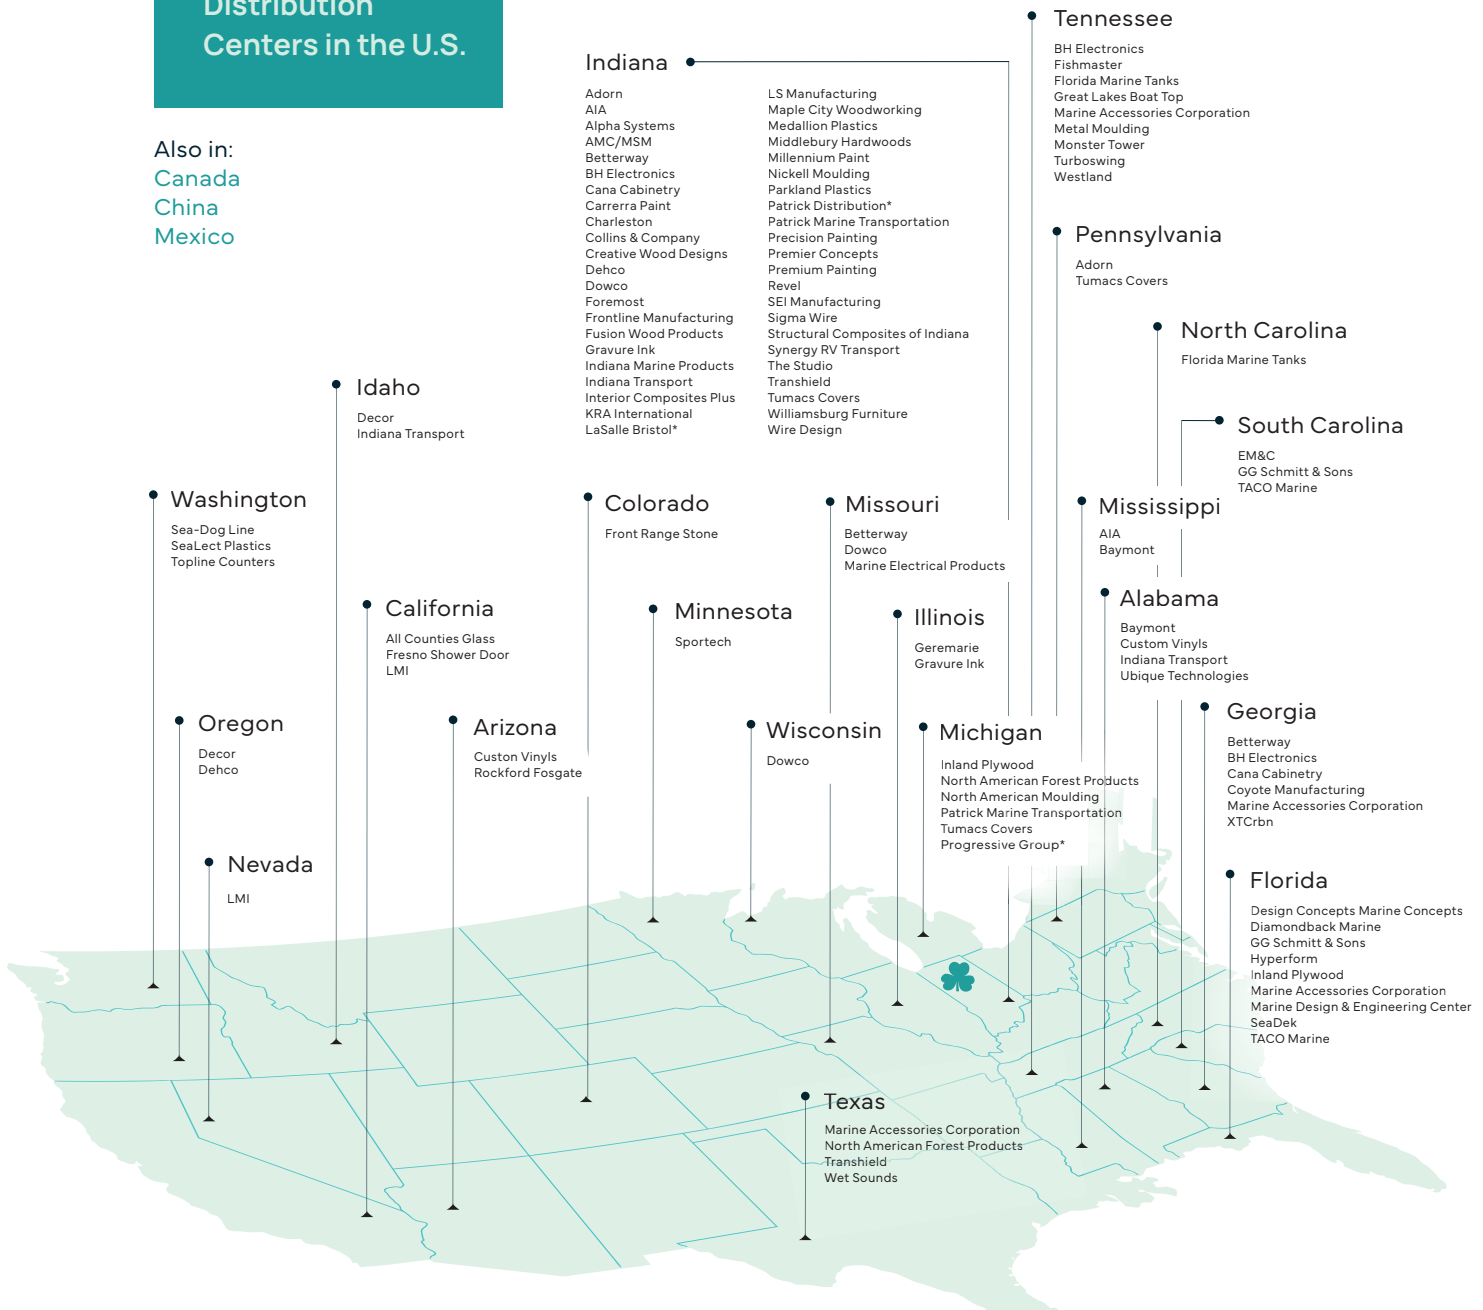 Distribution
Centers in the U.S.
Also in:
Canada
China
Mexico
Indiana
Adorn
AIA
Alpha Systems
AMC/MSM
Betterway
BH Electronics
Cana Cabinetry
Carrerra Paint
Charleston
Collins & Company
Creative Wood Designs
Dehco
Dowco
Foremost
Frontline Manufacturing
Fusion Wood Products
Gravure Ink
Indiana Marine Products
Indiana Transport
Interior Composites Plus
KRA International
LaSalle Bristol*
LS Manufacturing
Maple City Woodworking
Medallion Plastics
Middlebury Hardwoods
Millennium Paint
Nickell Moulding
Parkland Plastics
Patrick Distribution*
Patrick Marine Transportation
Precision Painting
Premier Concepts
Premium Painting
Revel
SEI Manufacturing
Sigma Wire
Structural Composites of Indiana
Synergy RV Transport
The Studio
Transhield
Tumacs Covers
Williamsburg Furniture
Wire Design
Tennessee
BH Electronics
Fishmaster
Florida Marine Tanks
Great Lakes Boat Top
Marine Accessories Corporation
Metal Moulding
Monster Tower
Turboswing
Westland
Pennsylvania
Adorn
Tumacs Covers
North Carolina
Florida Marine Tanks
South Carolina
EM&C
GG Schmitt & Sons
TACO Marine
Idaho
Decor
Indiana Transport
Washington
Sea-Dog Line
SeaLect Plastics
Topline Counters
Colorado
Front Range Stone
Missouri
Betterway
Dowco
Marine Electrical Products
Mississippi
AIA
Baymont
California
All Counties Glass
Fresno Shower Door
LMI
Minnesota
Sportech
Illinois
Geremarie
Gravure Ink
Alabama
Baymont
Custom Vinyls
Indiana Transport
Ubique Technologies
Oregon
Decor
Dehco
Arizona
Custon Vinyls
Rockford Fosgate
Wisconsin
Dowco
Michigan
Inland Plywood
North American Forest Products
North American Moulding
Patrick Marine Transportation
Tumacs Covers
Progressive Group*
Georgia
Betterway
BH Electronics
Cana Cabinetry
Coyote Manufacturing
Marine Accessories Corporation
XTCrbn
Nevada
LMI
Florida
Design Concepts Marine Concepts
Diamondback Marine
GG Schmitt & Sons
Hyperform
Inland Plywood
Marine Accessories Corporation
Marine Design & Engineering Center
SeaDek
TACO Marine
Texas
Marine Accessories Corporation
North American Forest Products
Transhield
Wet Sounds